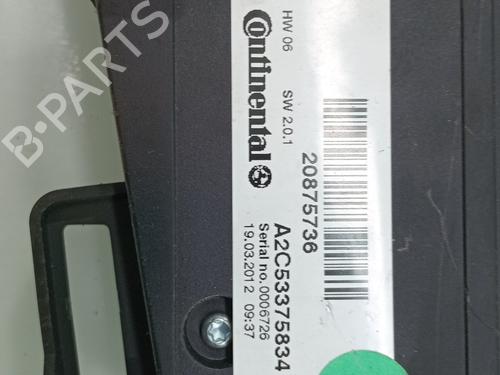 HW 06 SW 2.0.1
Continental
20875736
A2C53375834
Serial no.0006726
19.03.2012 09:37
B-PARTS